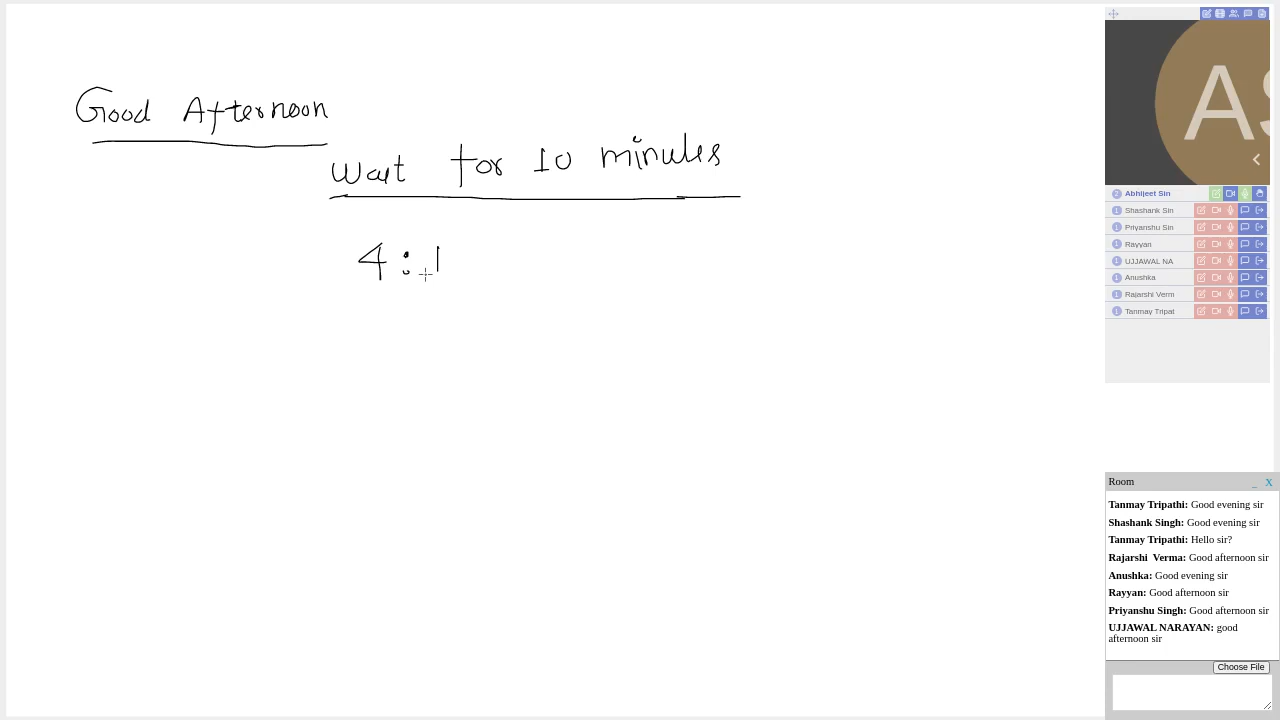 Good Afternoon
Wait for 10 minutes
4 : 1
AS
Abhijeet Sin
Shashank Sin
Priyanshu Sin
Rayyan
UJJAWAL NA
Anushka
Rajarshi Verm
Tanmay Tripat
Room _ X
Tanmay Tripathi: Good evening sir
Shashank Singh: Good evening sir
Tanmay Tripathi: Hello sir?
Rajarshi Verma: Good afternoon sir
Anushka: Good evening sir
Rayyan: Good afternoon sir
Priyanshu Singh: Good afternoon sir
UJJAWAL NARAYAN: good
afternoon sir
Choose File